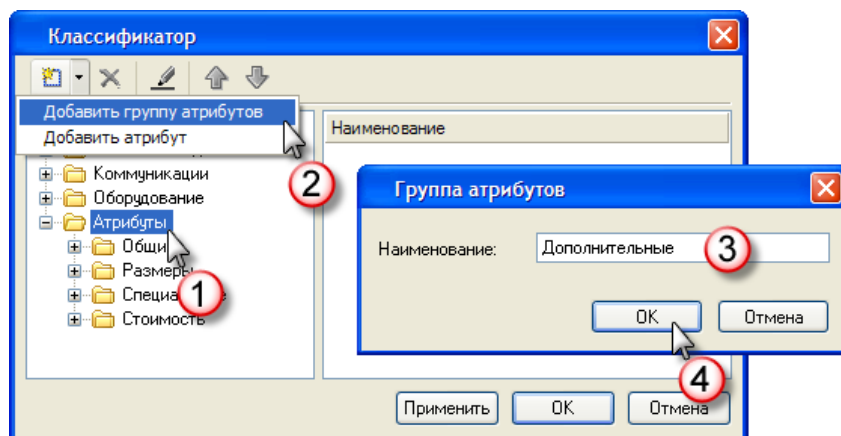 Классификатор
Добавить группу атрибутов
Добавить атрибут
Наименование
Коммуникации
2
Оборудование
Группа атрибутов
Атрибуты
Общи
Наименование:
Дополнительные
3
Размеры
1
Стоимость
OK
Отмена
4
Применить
OK
Отмена